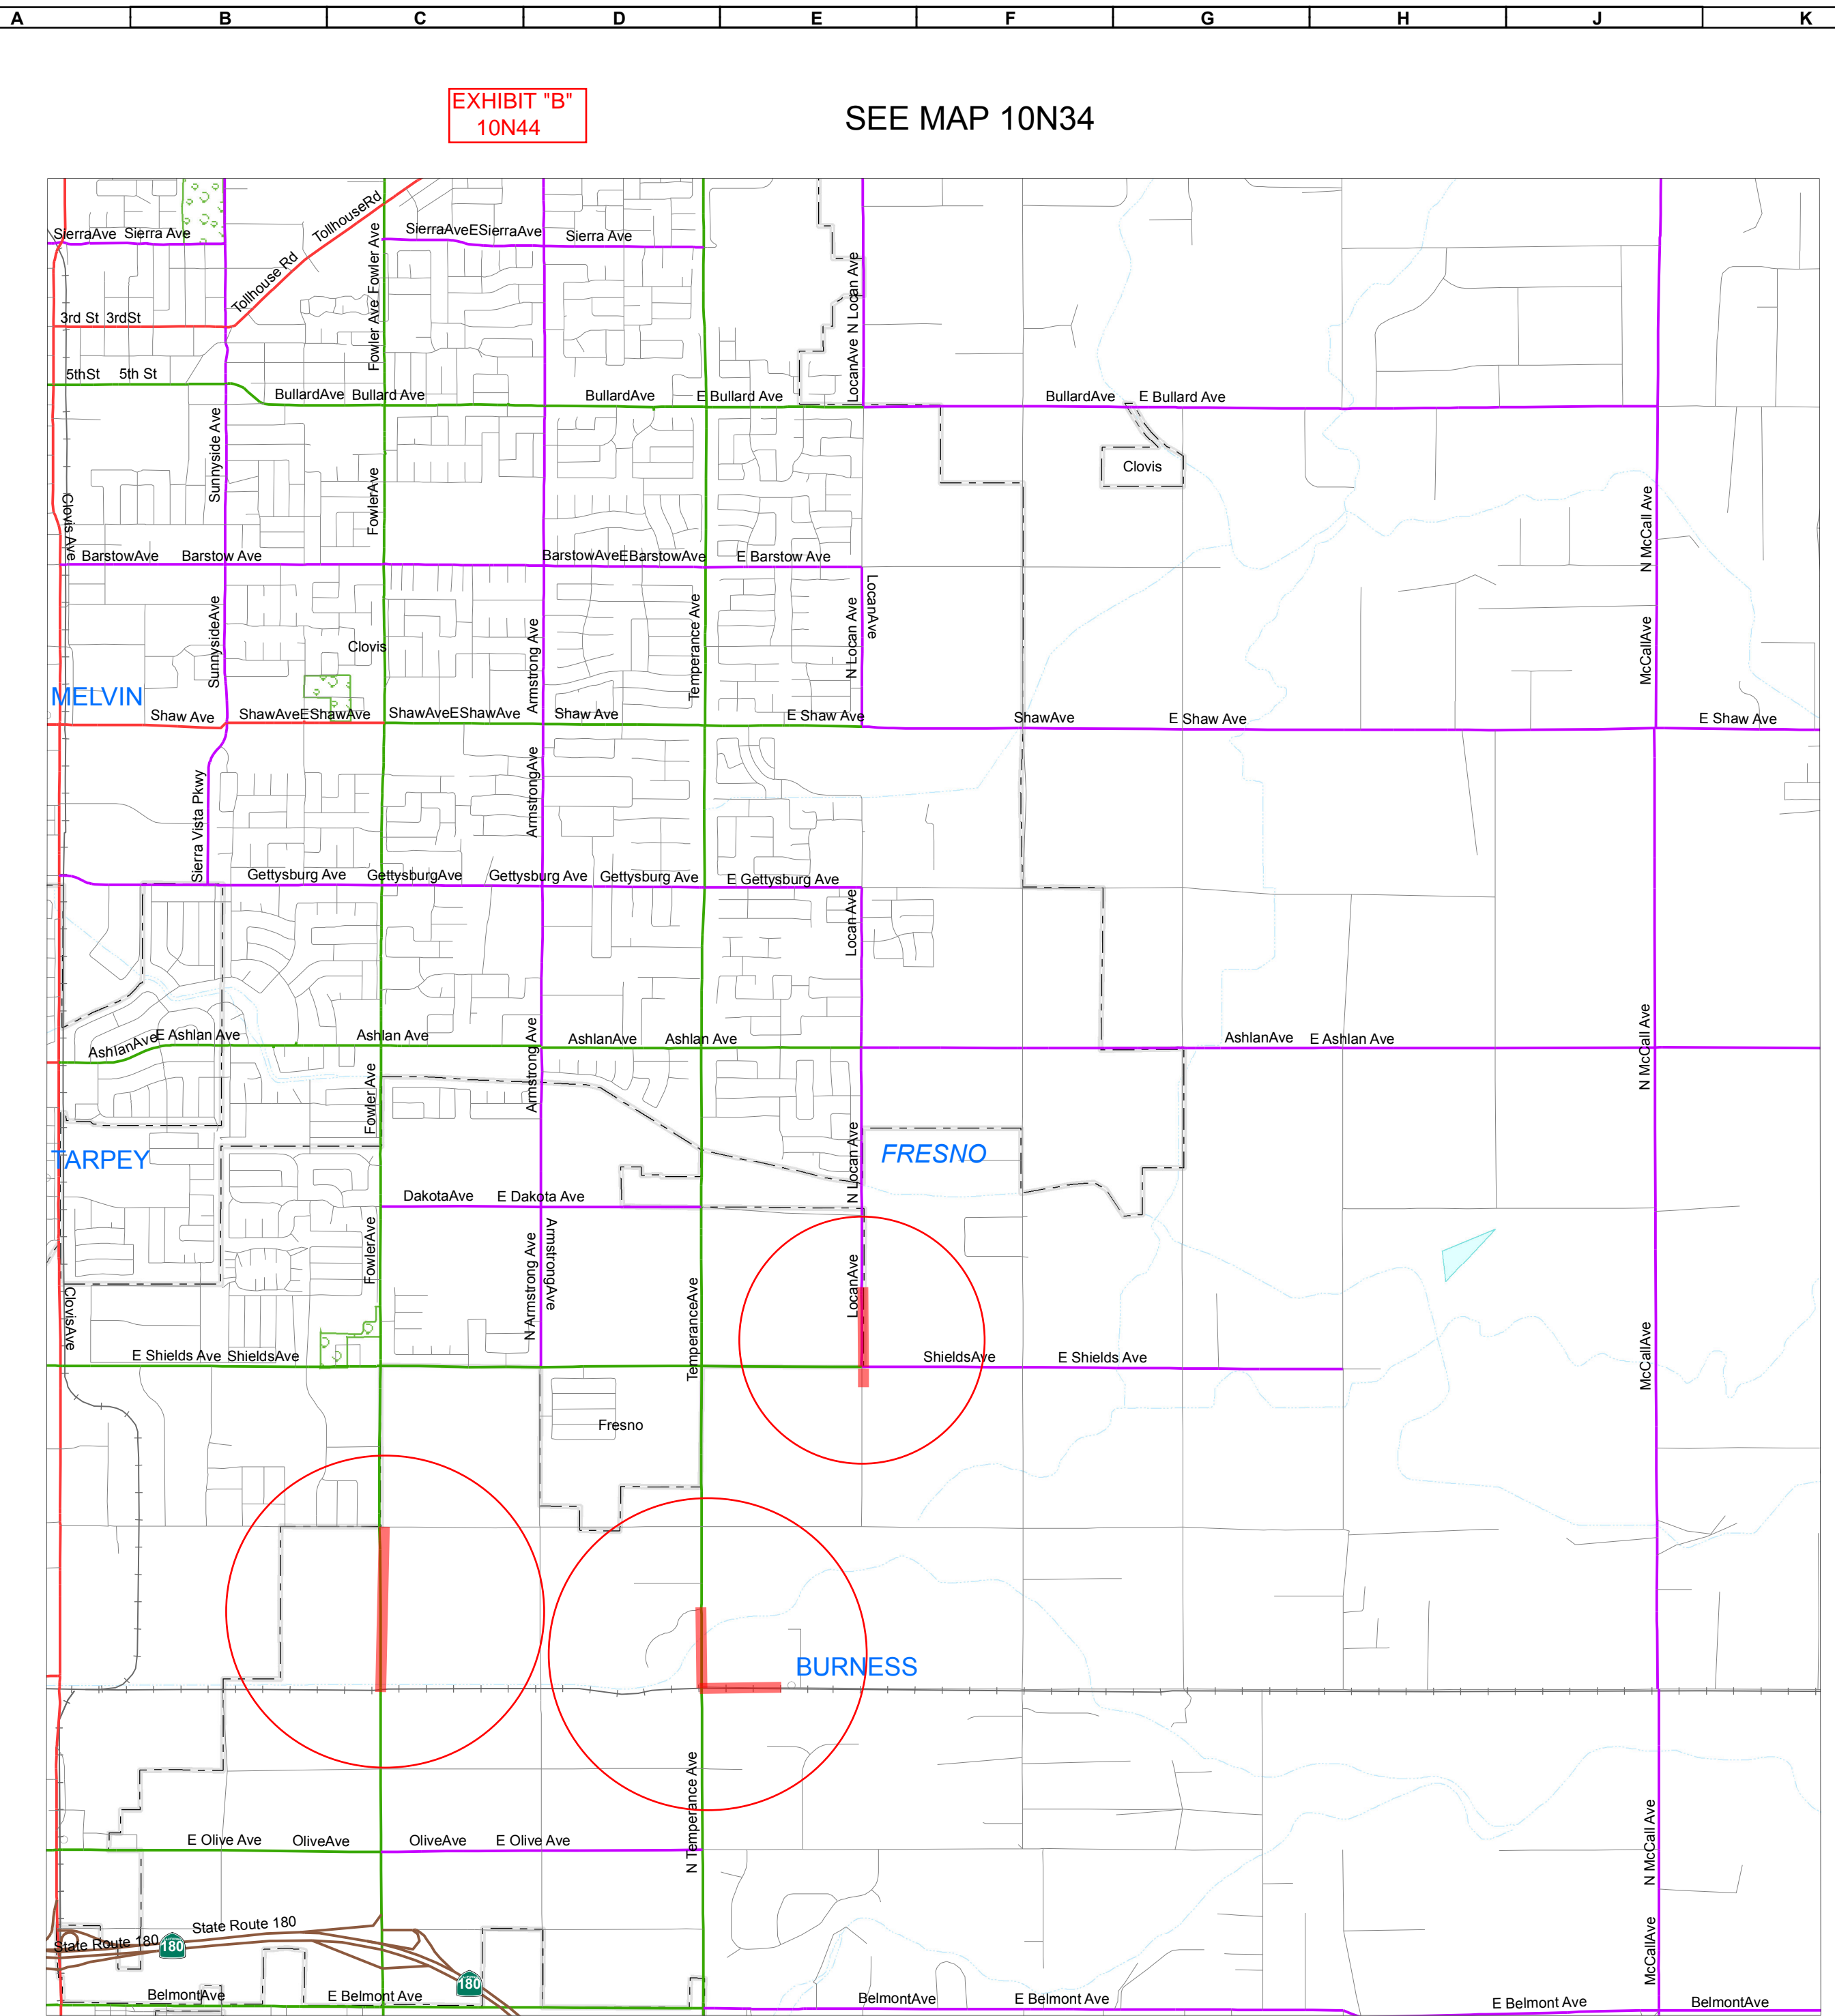 A B C D E F G H J K
EXHIBIT "B"
10N44
SEE MAP 10N34
TollhouseRd
SierraAve Sierra Ave
SierraAveESierraAve
Sierra Ave
Fowler Ave
Tollhouse Rd
N Locan Ave
3rd St 3rdSt
Fowler Ave
LocanAve
5thSt 5th St
BullardAve Bullard Ave
BullardAve
E Bullard Ave
BullardAve
E Bullard Ave
Sunnyside Ave
Clovis
FowlerAve
N McCall Ave
ClovisAve
BarstowAve Barstow Ave
BarstowAveEBarstowAve
E Barstow Ave
LocanAve
SunnysideAve
Clovis
Armstrong Ave
Temperance Ave
N Locan Ave
McCallAve
MELVIN
Shaw Ave
ShawAveEShawAve
ShawAveEShawAve
Shaw Ave
E Shaw Ave
ShawAve
E Shaw Ave
E Shaw Ave
Sierra Vista Pkwy
ArmstrongAve
Gettysburg Ave
GettysburgAve
Gettysburg Ave
Gettysburg Ave
E Gettysburg Ave
Locan Ave
AshlanAve
E Ashlan Ave
Ashlan Ave
Armstrong Ave
AshlanAve
Ashlan Ave
AshlanAve
E Ashlan Ave
N McCall Ave
Fowler Ave
TARPEY
N Locan Ave
FRESNO
DakotaAve
E Dakota Ave
FowlerAve
N Armstrong Ave
ArmstrongAve
LocanAve
ClovisAve
TemperanceAve
E Shields Ave ShieldsAve
ShieldsAve
E Shields Ave
McCallAve
Fresno
BURNESS
N Temperance Ave
N McCall Ave
E Olive Ave
OliveAve
OliveAve
E Olive Ave
State Route 180
State Route 180
180
180
McCallAve
BelmontAve
E Belmont Ave
BelmontAve
E Belmont Ave
E Belmont Ave
BelmontAve